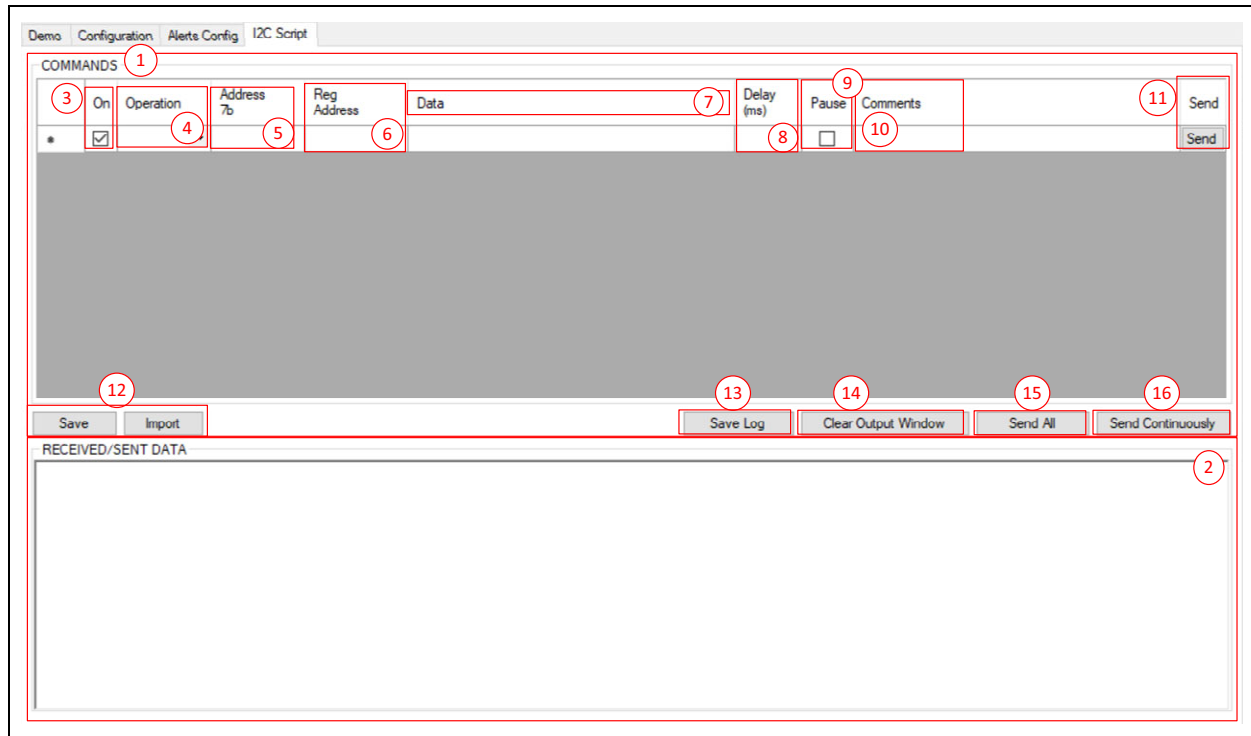 Demo Configuration Alerts Config I2C Script
COMMANDS 1
3 On Operation 4 Address 7b 5 Reg Address 6 Data 7 Delay (ms) 8 9 Pause Comments 10 11 Send
* Send
12 13 14 15 16
Save Import Save Log Clear Output Window Send All Send Continuously
RECEIVED/SENT DATA
2